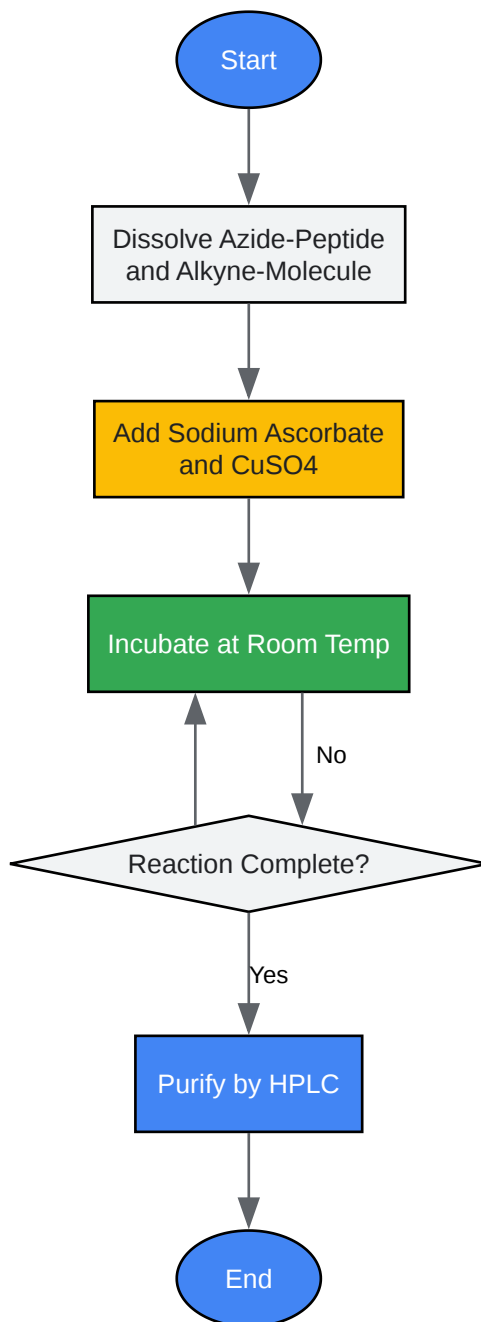 Start
Dissolve Azide-Peptide
and Alkyne-Molecule
Add Sodium Ascorbate
and CuSO4
Incubate at Room Temp
No
Reaction Complete?
Yes
Purify by HPLC
End